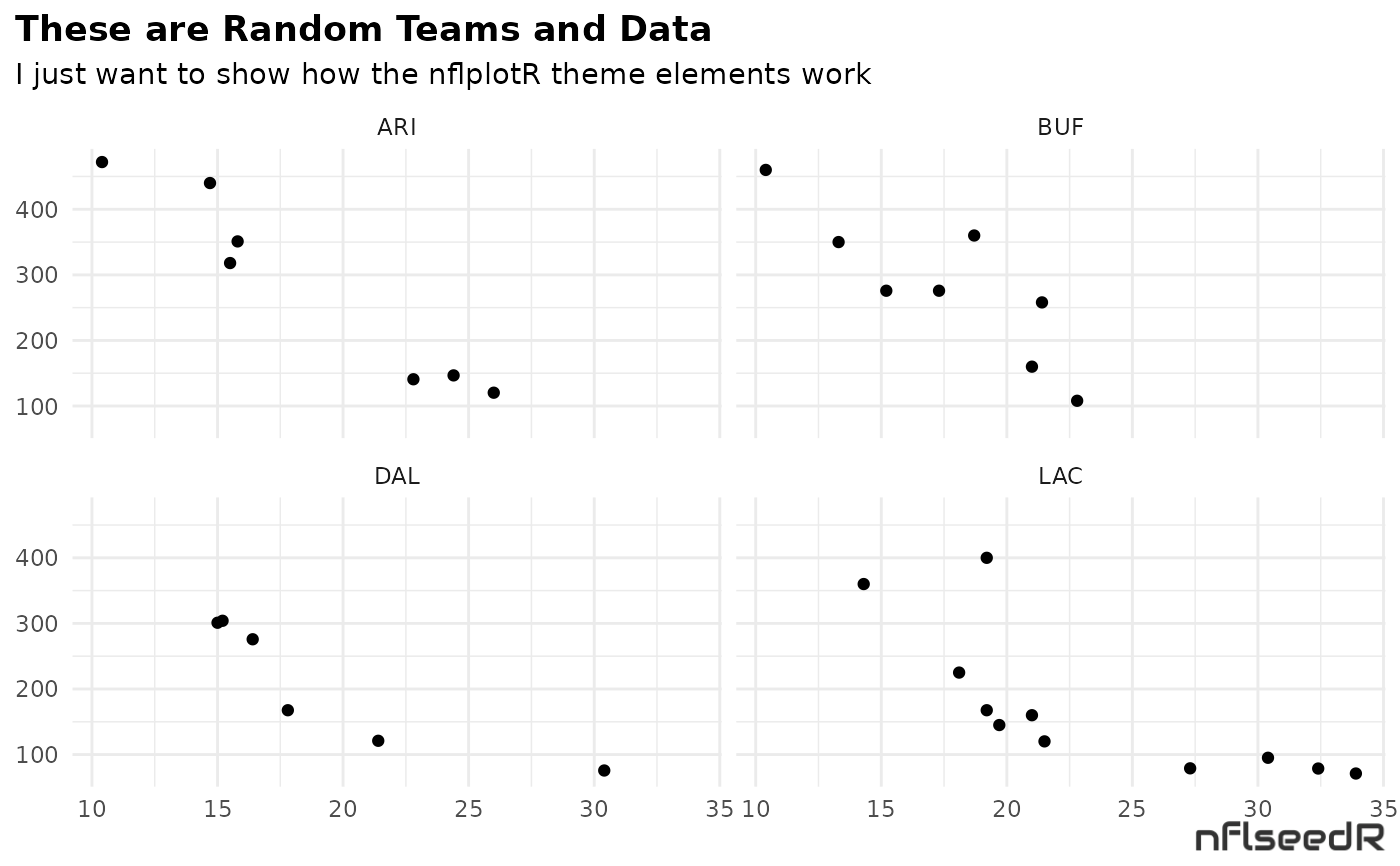 These are Random Teams and Data
I just want to show how the nflplotR theme elements work
ARI
BUF
400
300
200
100
DAL
LAC
400
300
200
100
10 15 20 25 30 35 10 15 20 25 30 35
nflseedR